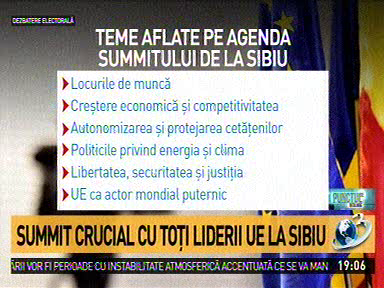 DEZBATERE ELECTORALĂ
TEME AFLATE PE AGENDA
SUMMITULUI DE LA SIBIU
Locurile de muncă
Creștere economică și competitivitatea
Autonomizarea și protejarea cetățenilor
Politicile privind energia și clima
Libertatea, securitatea și justiția
UE ca actor mondial puternic
PUNCTUL
SUMMIT CRUCIAL CU TOȚI LIDERII UE LA SIBIU
ĂRII VOR FI PERIOADE CU INSTABILITATE ATMOSFERICĂ ACCENTUATĂ CE SE VA MAN
19:06